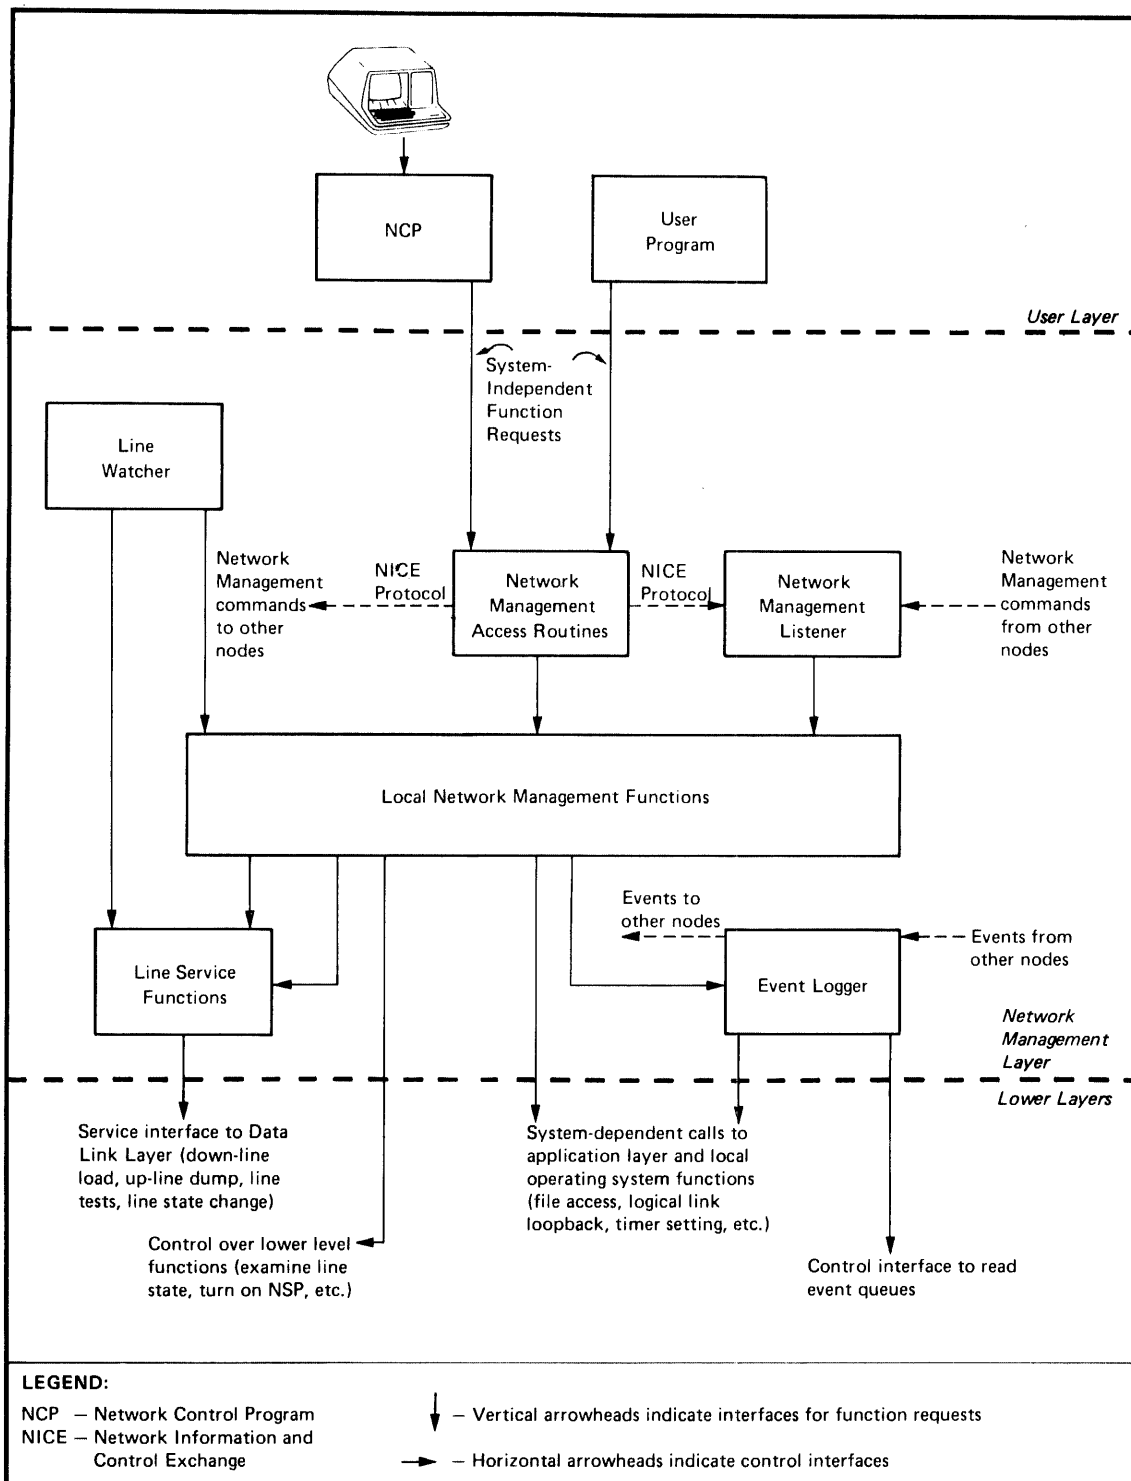 NCP
User
Program
User Layer
System-
Independent
Function
Requests
Line
Watcher
Network
Management
commands
to other
nodes
NICE
Protocol
Network
Management
Access Routines
NICE
Protocol
Network
Management
Listener
Network
Management
commands
from other
nodes
Local Network Management Functions
Events to
other nodes
Line Service
Functions
Event Logger
Events from
other nodes
Network
Management
Layer
Lower Layers
Service interface to Data
Link Layer (down-line
load, up-line dump, line
tests, line state change)
System-dependent calls to
application layer and local
operating system functions
(file access, logical link
loopback, timer setting, etc.)
Control over lower level
functions (examine line
state, turn on NSP, etc.)
Control interface to read
event queues
LEGEND:
NCP – Network Control Program
NICE – Network Information and
Control Exchange
– Vertical arrowheads indicate interfaces for function requests
– Horizontal arrowheads indicate control interfaces